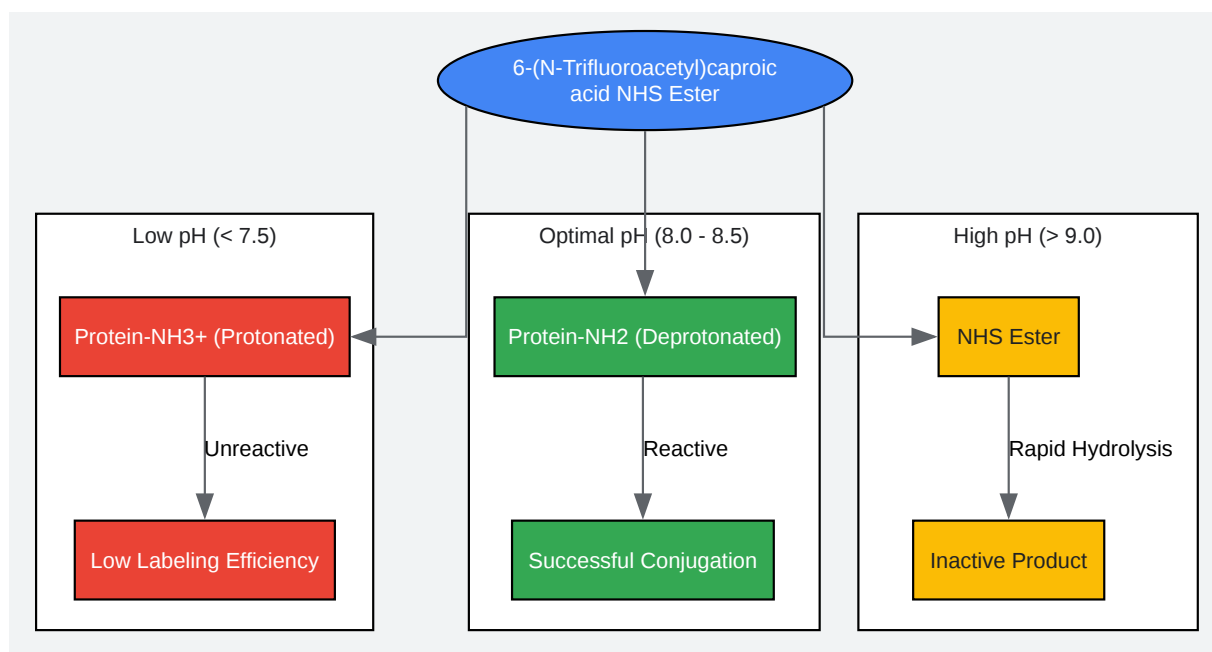 6-(N-Trifluoroacetyl)caproic
acid NHS Ester
Low pH (< 7.5)
Optimal pH (8.0 - 8.5)
High pH (> 9.0)
Protein-NH3+ (Protonated)
Protein-NH2 (Deprotonated)
NHS Ester
Unreactive
Reactive
Rapid Hydrolysis
Low Labeling Efficiency
Successful Conjugation
Inactive Product